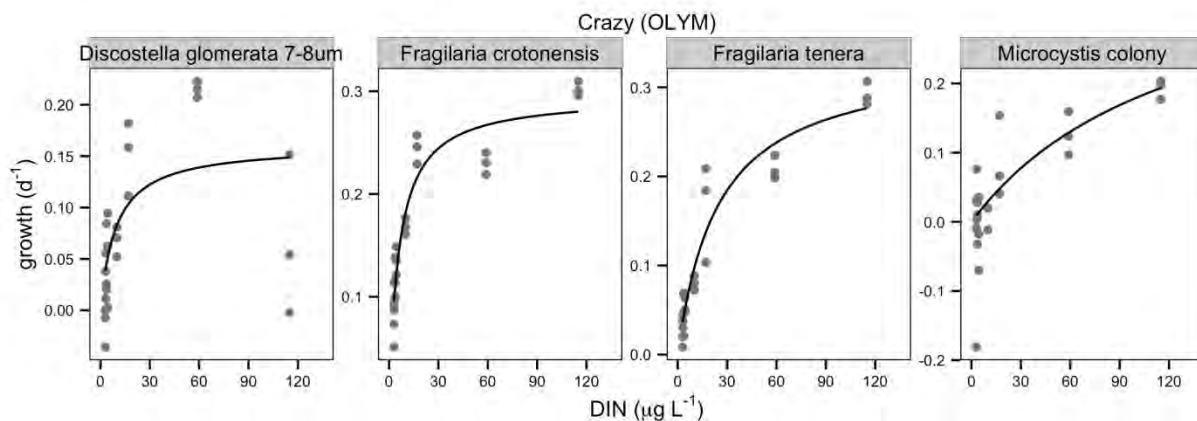 Crazy (OLYM)
Discostella glomerata 7-8um
Fragilaria crotonensis
Fragilaria tenera
Microcystis colony
growth (d⁻¹)
0.20
0.15
0.10
0.05
0.00
0.3
0.2
0.1
0.3
0.2
0.1
0.0
0.2
0.1
0.0
-0.1
-0.2
0 30 60 90 120
0 30 60 90 120
0 30 60 90 120
0 30 60 90 120
DIN (μg L⁻¹)